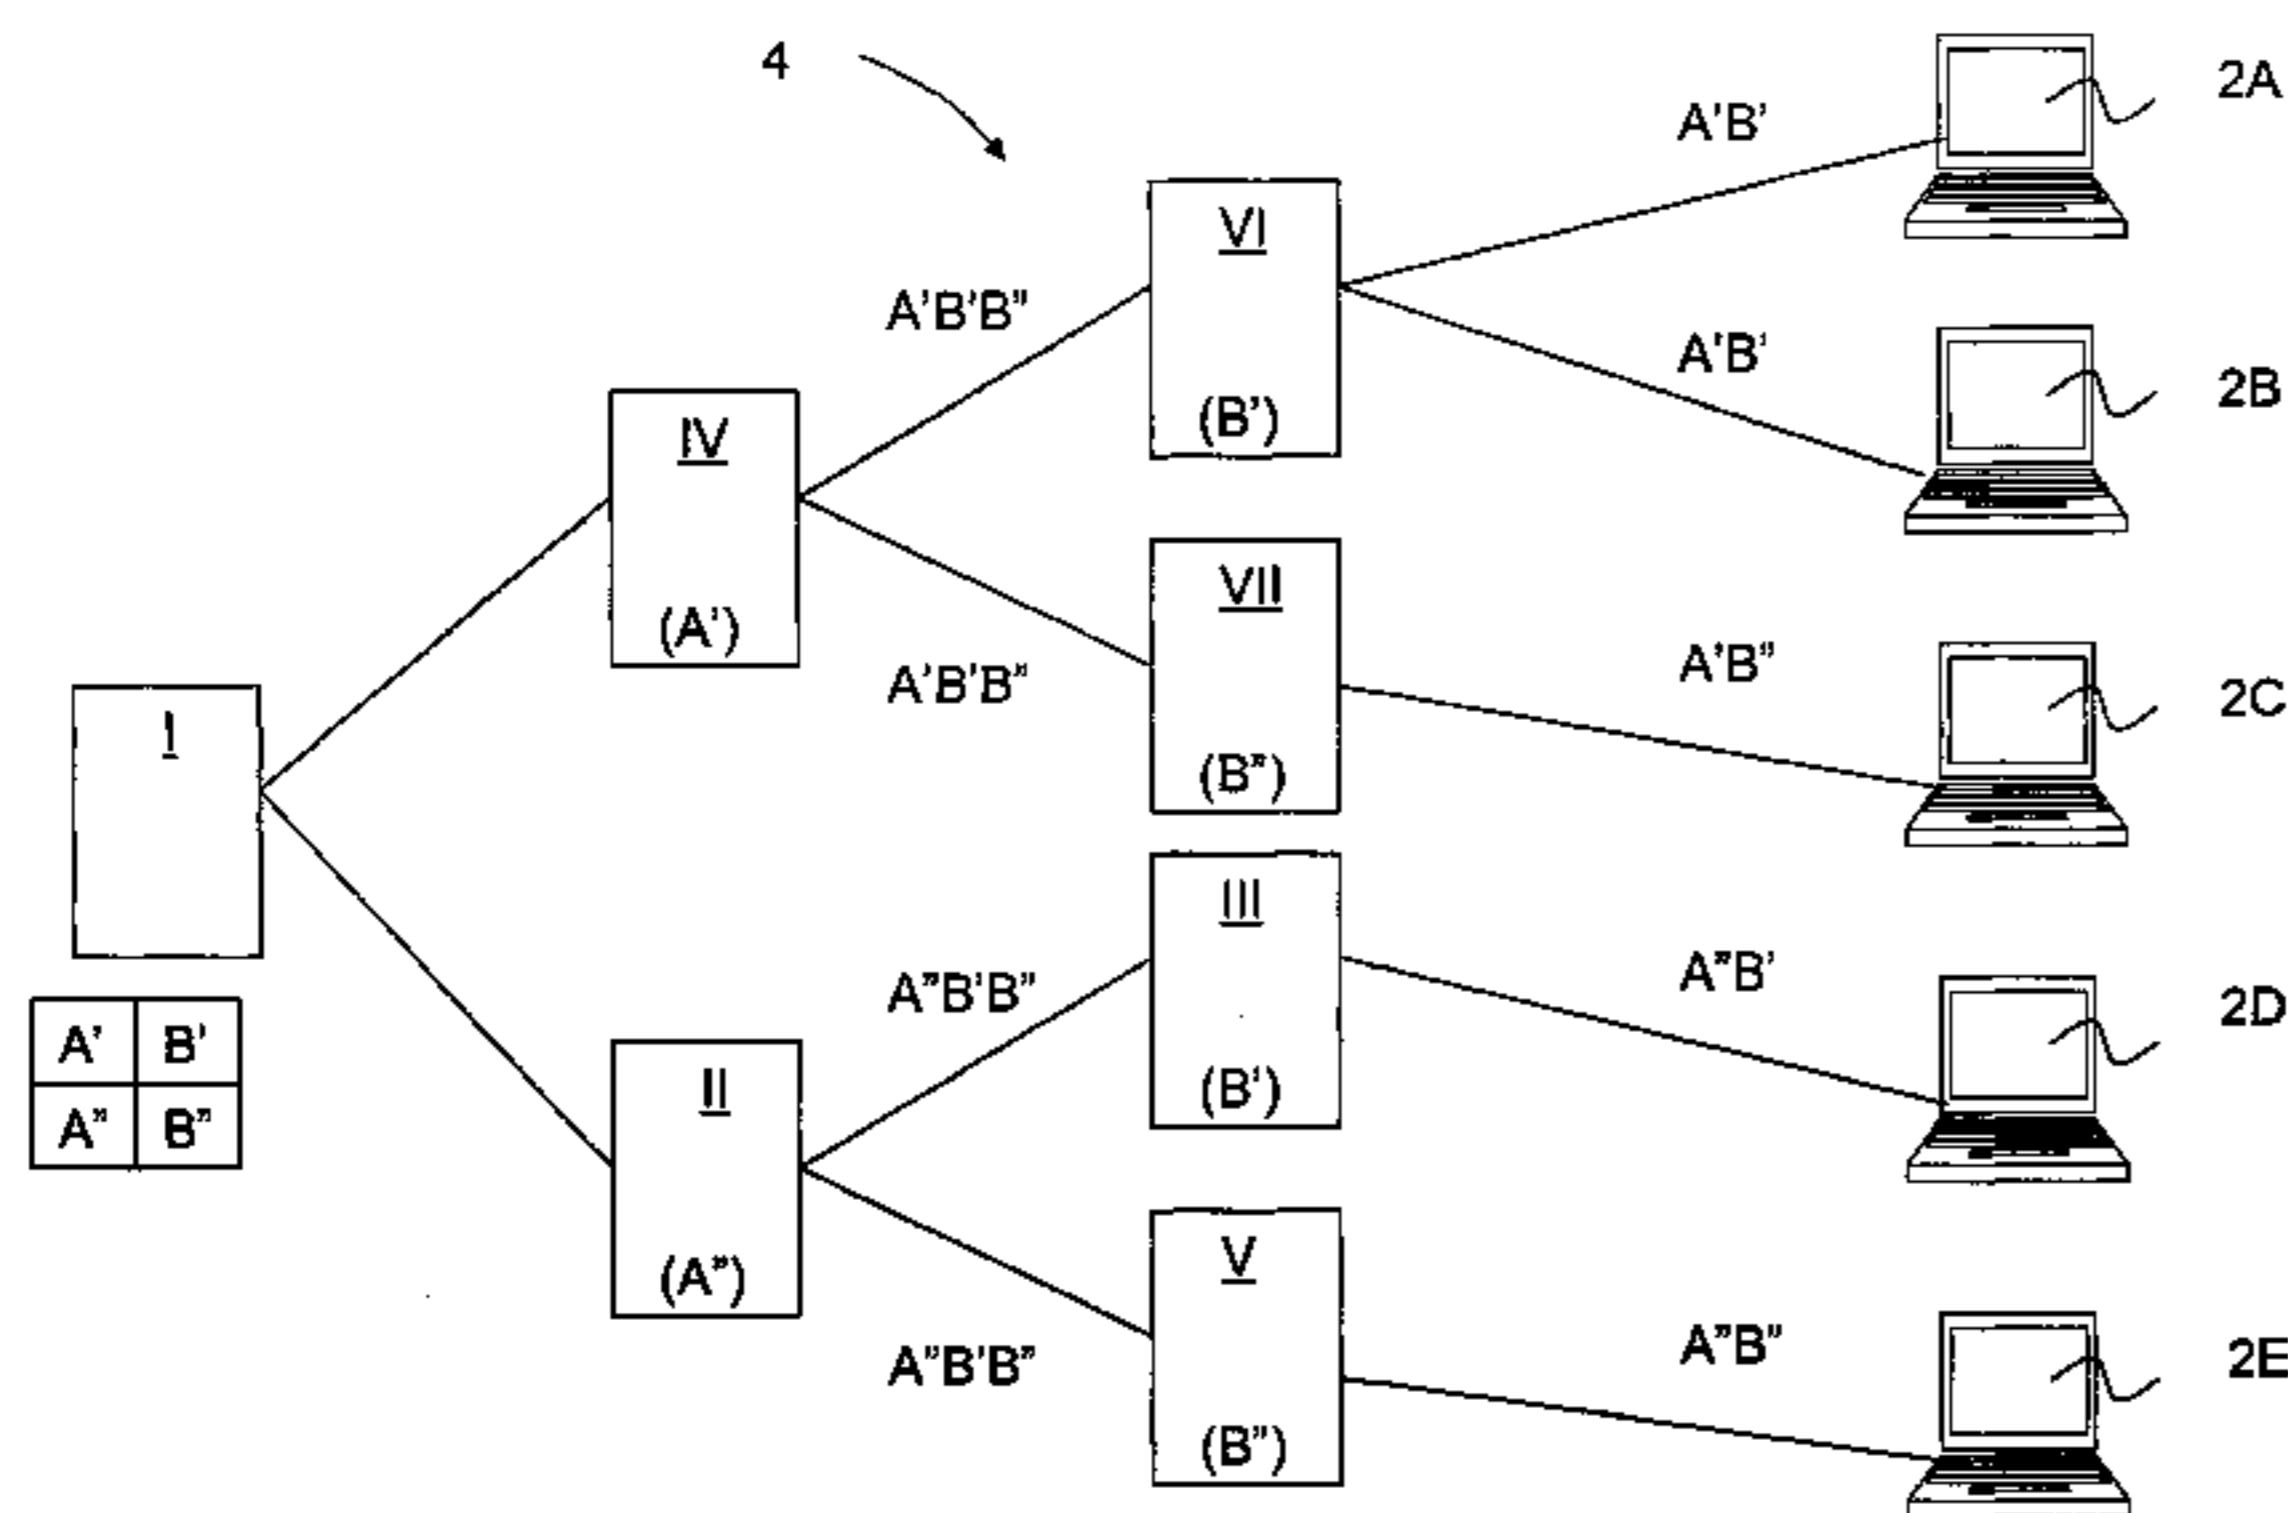 4
2A
A'B'
VI
A'B'B"
A'B'
2B
(B')
IV
VII
(A')
A'B'B"
A'B"
2C
I
(B")
III
A"B'B"
A"B'
2D
A' B'
A" B"
II
(B')
V
(A")
A"B'B"
A"B"
2E
(B")